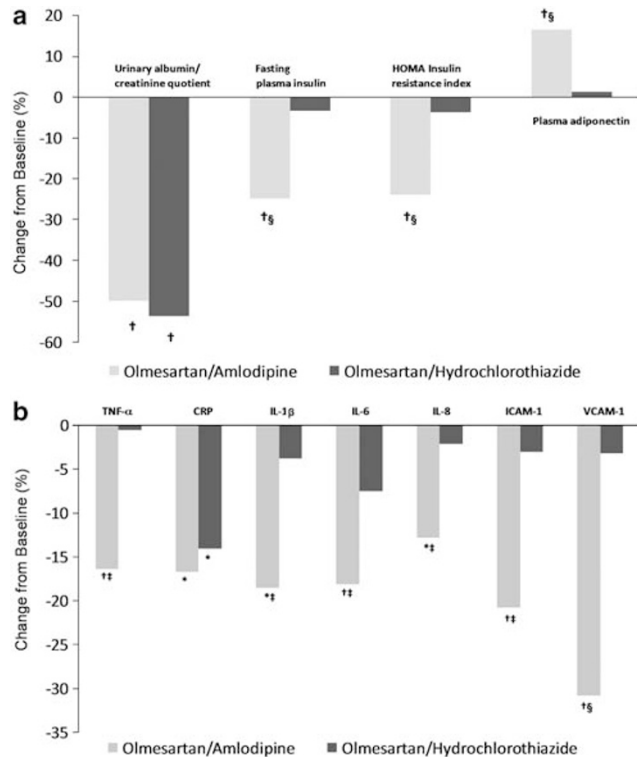 a
20
10
0
-10
-20
-30
-40
-50
-60
Change from Baseline (%)
Urinary albumin/
creatinine quotient
Fasting
plasma insulin
HOMA Insulin
resistance index
Plasma adiponectin
†§
†§
†§
†
†
Olmesartan/Amlodipine
Olmesartan/Hydrochlorothiazide
b
TNF-α
CRP
IL-1β
IL-6
IL-8
ICAM-1
VCAM-1
0
-5
-10
-15
-20
-25
-30
-35
Change from Baseline (%)
†‡
*
*
*‡
†‡
*‡
†‡
†§
Olmesartan/Amlodipine
Olmesartan/Hydrochlorothiazide